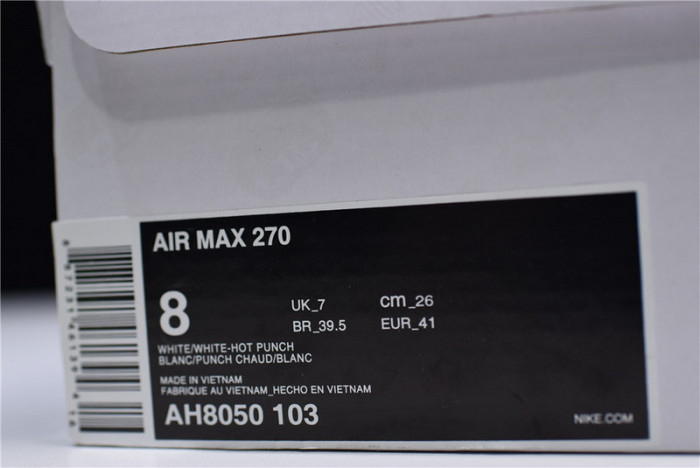 AIR MAX 270
8
UK_7 cm_26
BR_39.5 EUR_41
WHITE/WHITE-HOT PUNCH
BLANC/PUNCH CHAUD/BLANC
MADE IN VIETNAM
FABRIQUE AU VIETNAM_HECHO EN VIETNAM
AH8050 103
NIKE.COM